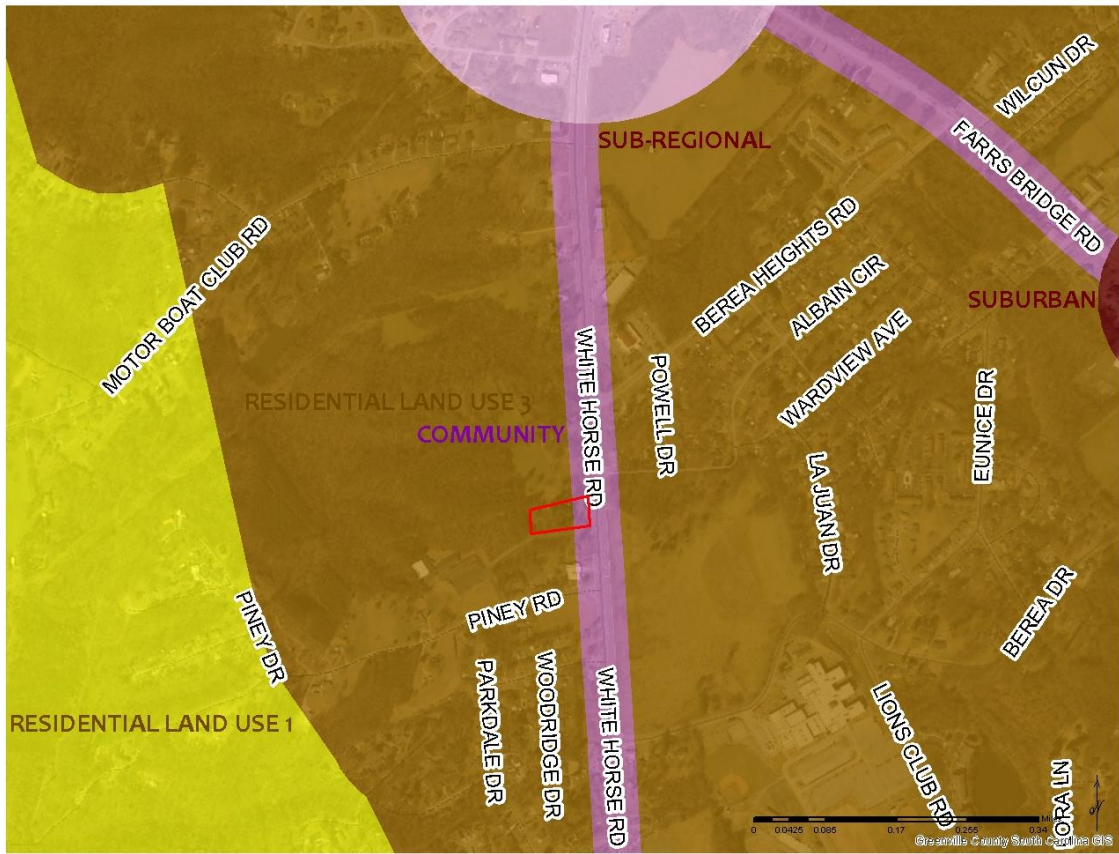 WILCUN DR
FARRS BRIDGE RD
SUB-REGIONAL
BEREA HEIGHTS RD
ALBAIN CIR
MOTOR BOAT CLUB RD
SUBURBAN
WARDVIEW AVE
WHITE HORSE RD
POWELL DR
EUNICE DR
RESIDENTIAL LAND USE 3
COMMUNITY
LA JUAN DR
PINEY DR
PINEY RD
BEREA DR
PARKDALE DR
WOODRIDGE DR
WHITE HORSE RD
LIONS CLUB RD
RESIDENTIAL LAND USE 1
0 0.0425 0.085 0.17 0.255 0.34
Greenville County South Carolina GIS